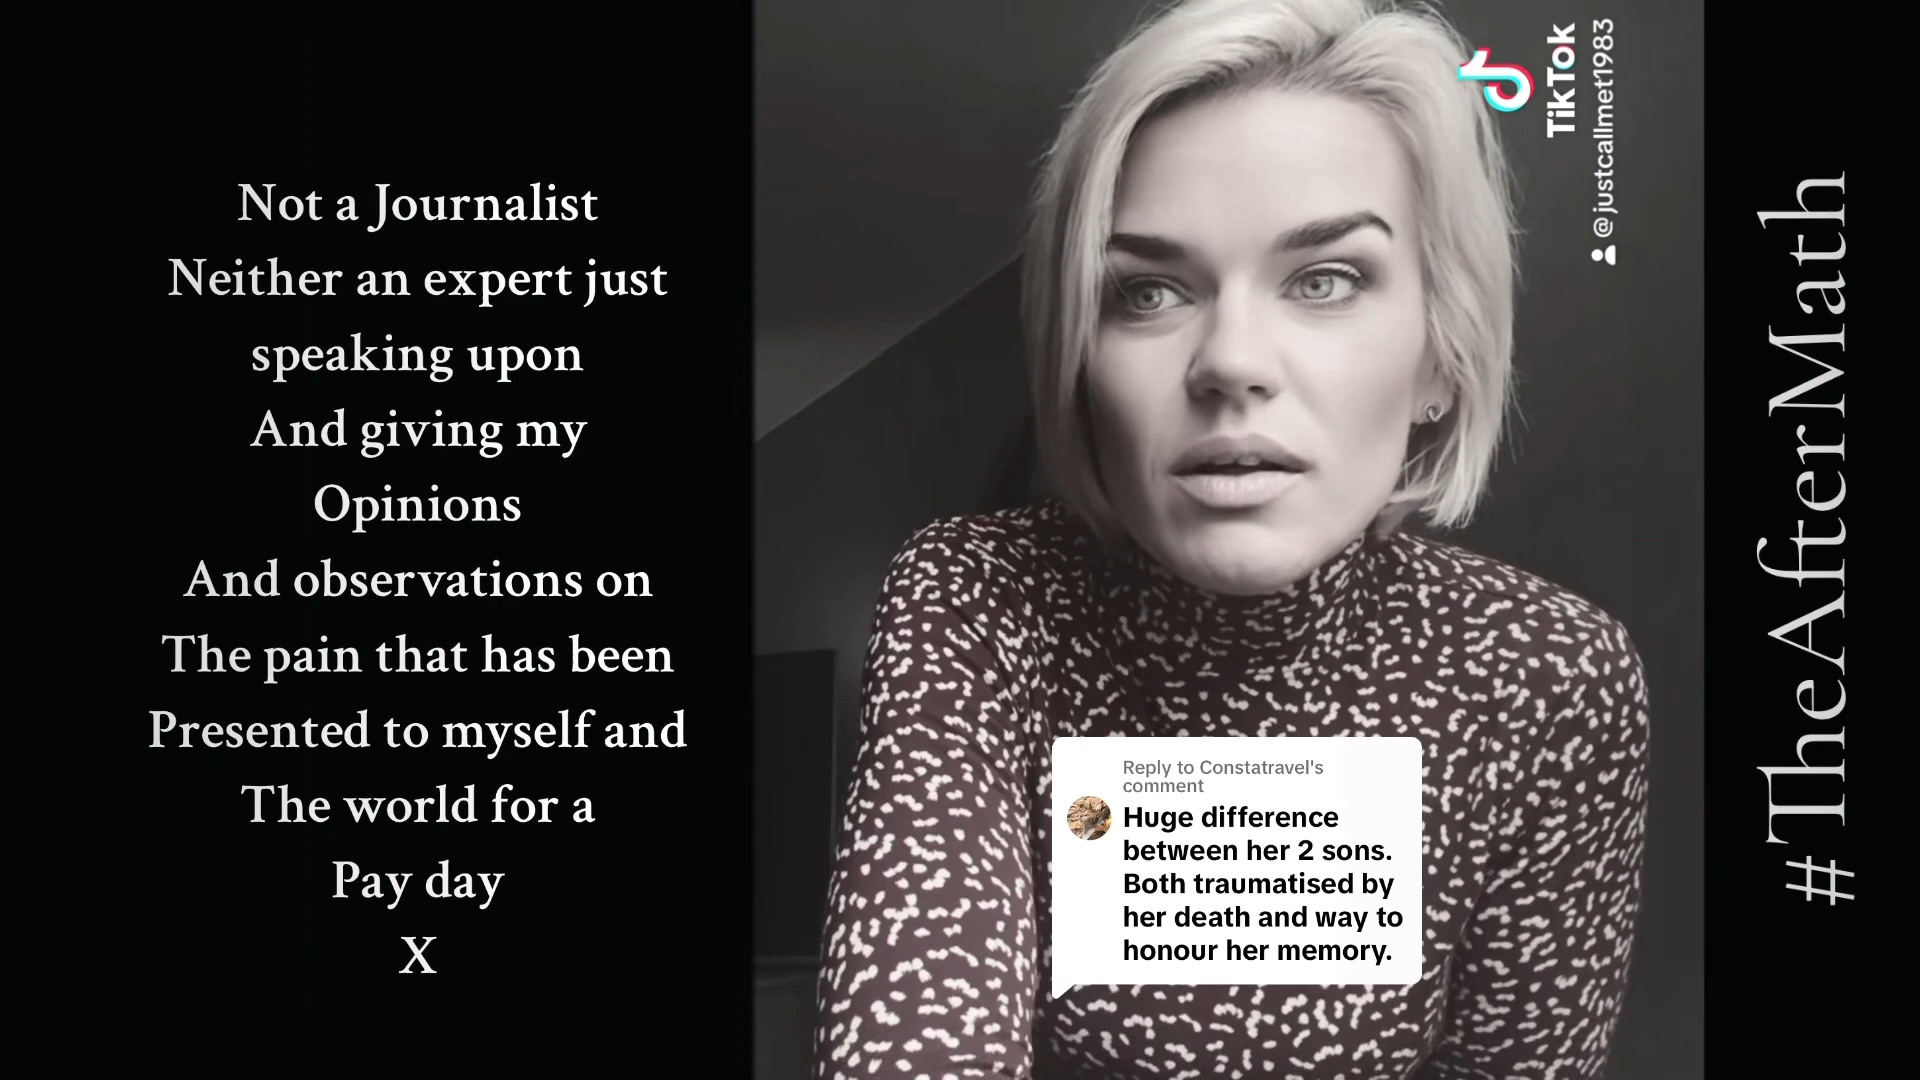 Not a Journalist
Neither an expert just
speaking upon
And giving my
Opinions
And observations on
The pain that has been
Presented to myself and
The world for a
Pay day
X
TikTok
@justcallmet1983
Reply to Constatravel's
comment
Huge difference
between her 2 sons.
Both traumatised by
her death and way to
honour her memory.
#TheAfterMath